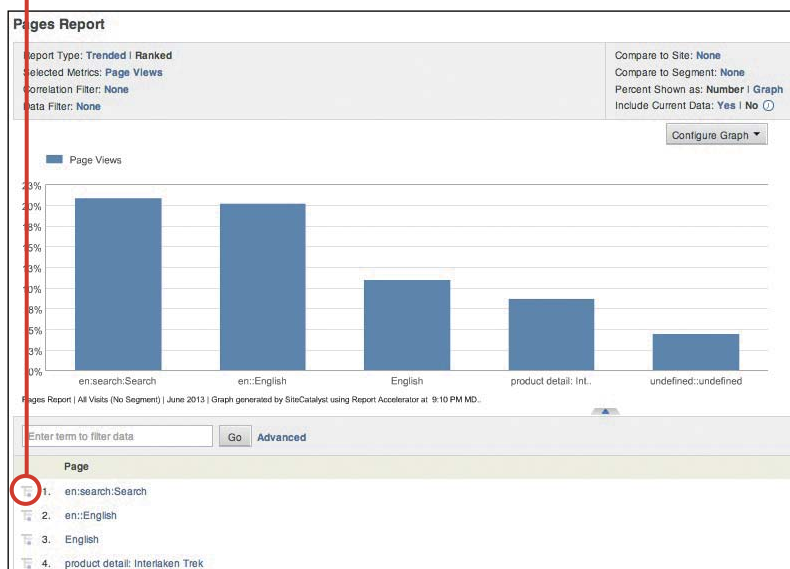 Pages Report
Report Type: Trended | Ranked
Selected Metrics: Page Views
Correlation Filter: None
Data Filter: None
Compare to Site: None
Compare to Segment: None
Percent Shown as: Number | Graph
Include Current Data: Yes | No
Configure Graph
Page Views
23%
20%
18%
15%
13%
10%
8%
5%
3%
0%
en:search:Search
en::English
English
product detail: Int..
undefined::undefined
Pages Report | All Visits (No Segment) | June 2013 | Graph generated by SiteCatalyst using Report Accelerator at 9:10 PM MD..
Enter term to filter data Go Advanced
Page
1. en:search:Search
2. en::English
3. English
4. product detail: Interlaken Trek